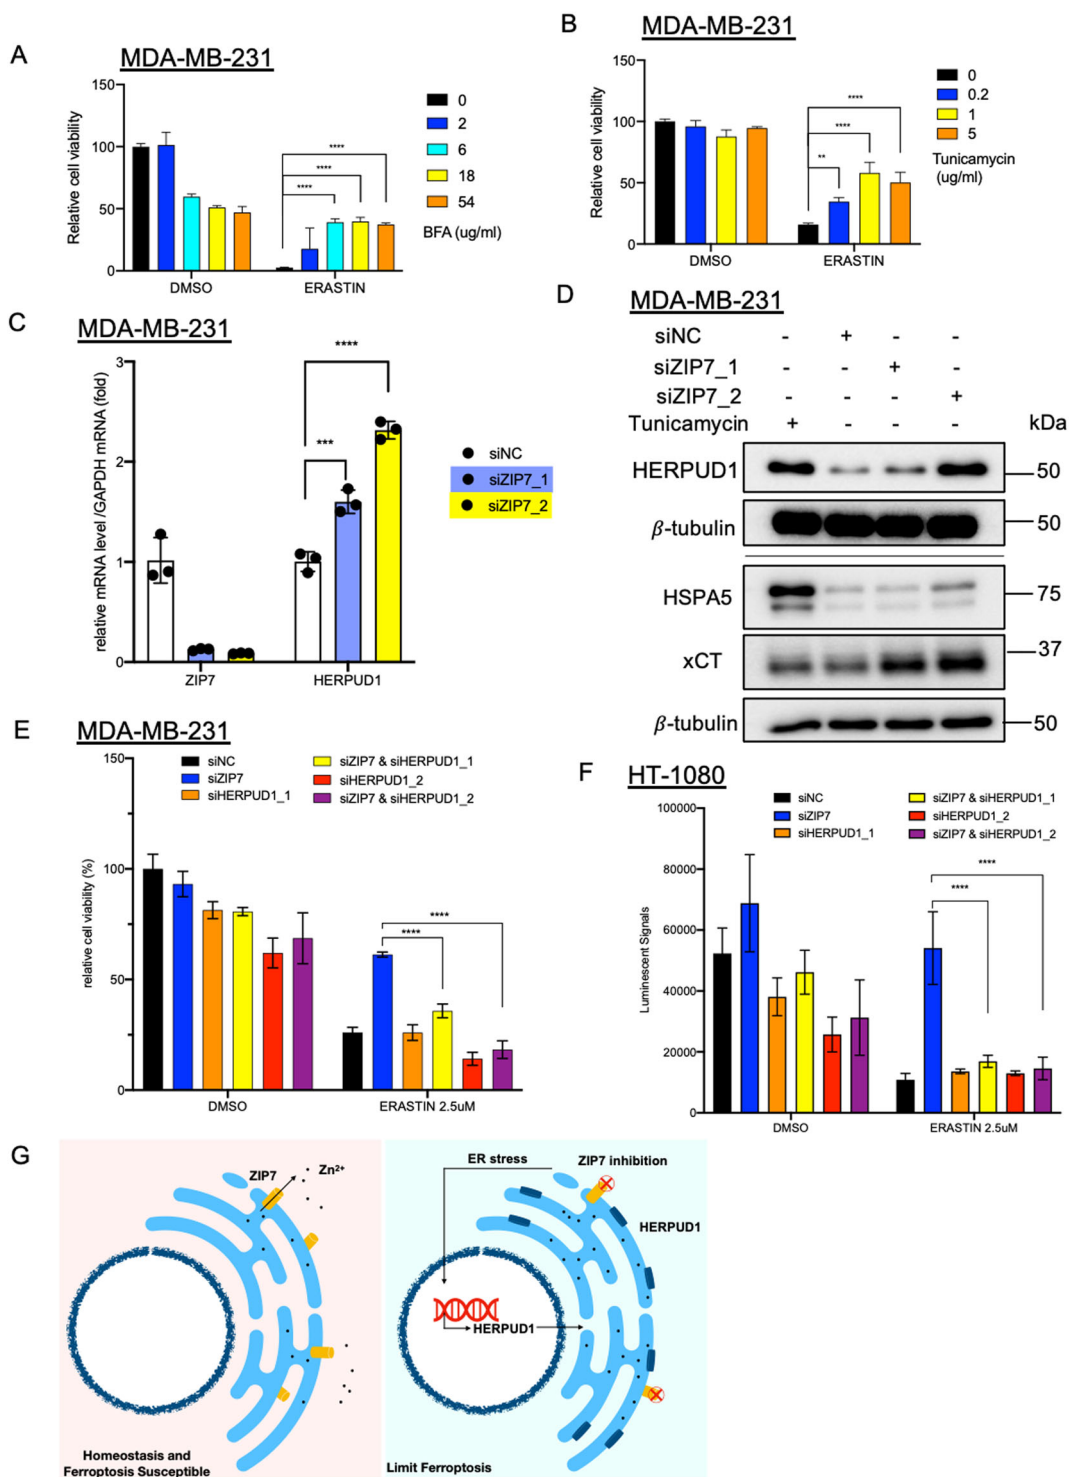 A
MDA-MB-231
Relative cell viability
150
100
50
0
DMSO
ERASTIN
****
****
****
0
2
6
18
54
BFA (ug/ml)
B
MDA-MB-231
Relative cell viability
150
100
50
0
DMSO
ERASTIN
****
****
**
0
0.2
1
5
Tunicamycin
(ug/ml)
C
MDA-MB-231
relative mRNA level /GAPDH mRNA (fold)
3
2
1
0
ZIP7
HERPUD1
****
***
siNC
siZIP7_1
siZIP7_2
D
MDA-MB-231
siNC - + - -
siZIP7_1 - - + -
siZIP7_2 - - - +
Tunicamycin + - - -
kDa
HERPUD1 50
β-tubulin 50
HSPA5 75
xCT 37
β-tubulin 50
E
MDA-MB-231
relative cell viability (%)
150
100
50
0
siNC
siZIP7
siHERPUD1_1
siZIP7 & siHERPUD1_1
siHERPUD1_2
siZIP7 & siHERPUD1_2
****
****
DMSO
ERASTIN 2.5uM
F
HT-1080
Luminescent Signals
100000
80000
60000
40000
20000
0
siNC
siZIP7
siHERPUD1_1
siZIP7 & siHERPUD1_1
siHERPUD1_2
siZIP7 & siHERPUD1_2
****
****
DMSO
ERASTIN 2.5uM
G
ZIP7
Zn²⁺
Homeostasis and
Ferroptosis Susceptible
ER stress
ZIP7 inhibition
HERPUD1
HERPUD1
Limit Ferroptosis